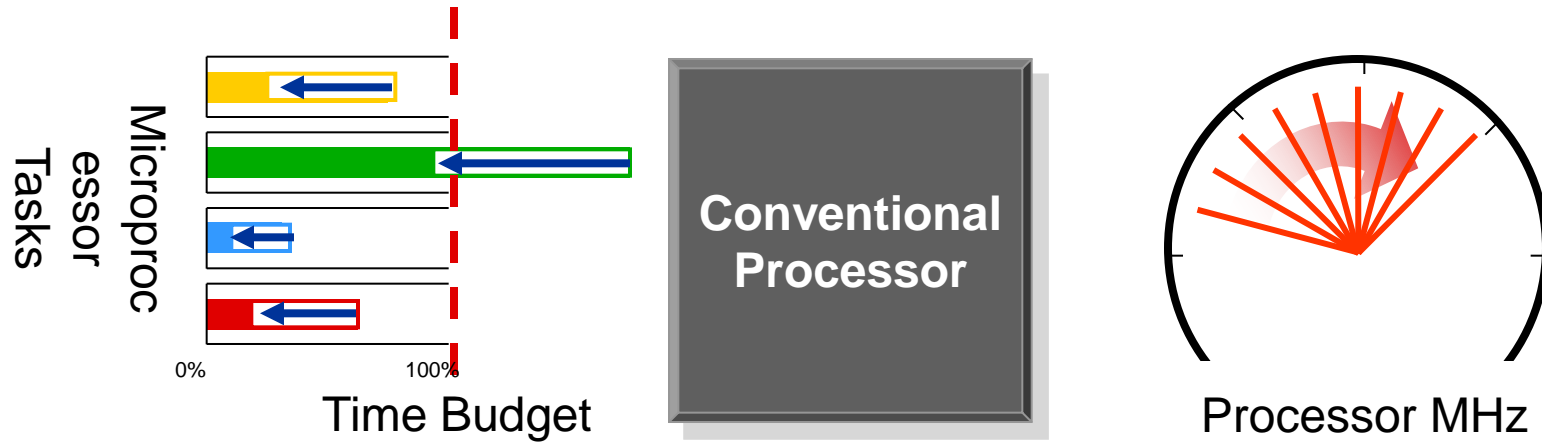 Microproc
essor
Tasks
0%
100%
Time Budget
Conventional
Processor
Processor MHz